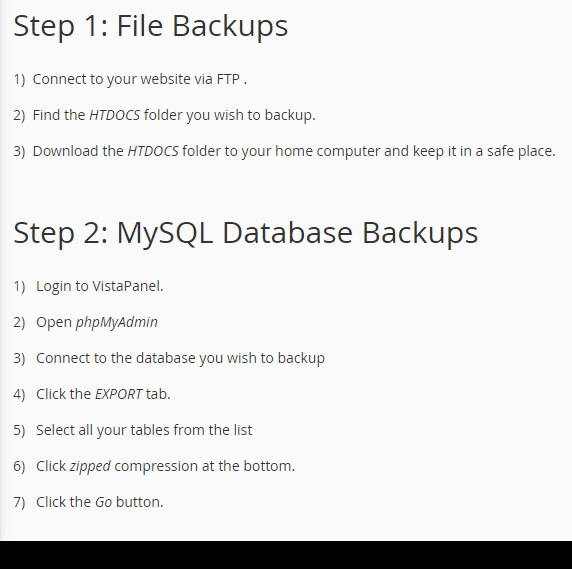 Step 1: File Backups
1) Connect to your website via FTP .
2) Find the HTDOCS folder you wish to backup.
3) Download the HTDOCS folder to your home computer and keep it in a safe place.
Step 2: MySQL Database Backups
1) Login to VistaPanel.
2) Open phpMyAdmin
3) Connect to the database you wish to backup
4) Click the EXPORT tab.
5) Select all your tables from the list
6) Click zipped compression at the bottom.
7) Click the Go button.